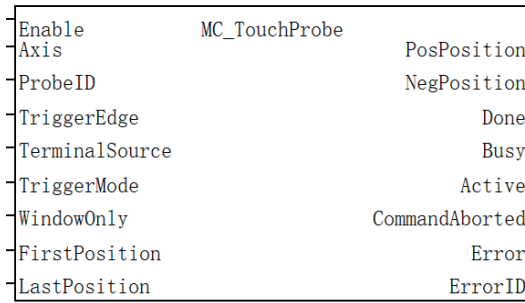 Enable MC_TouchProbe
Axis PosPosition
ProbeID NegPosition
TriggerEdge Done
TerminalSource Busy
TriggerMode Active
WindowOnly CommandAborted
FirstPosition Error
LastPosition ErrorID